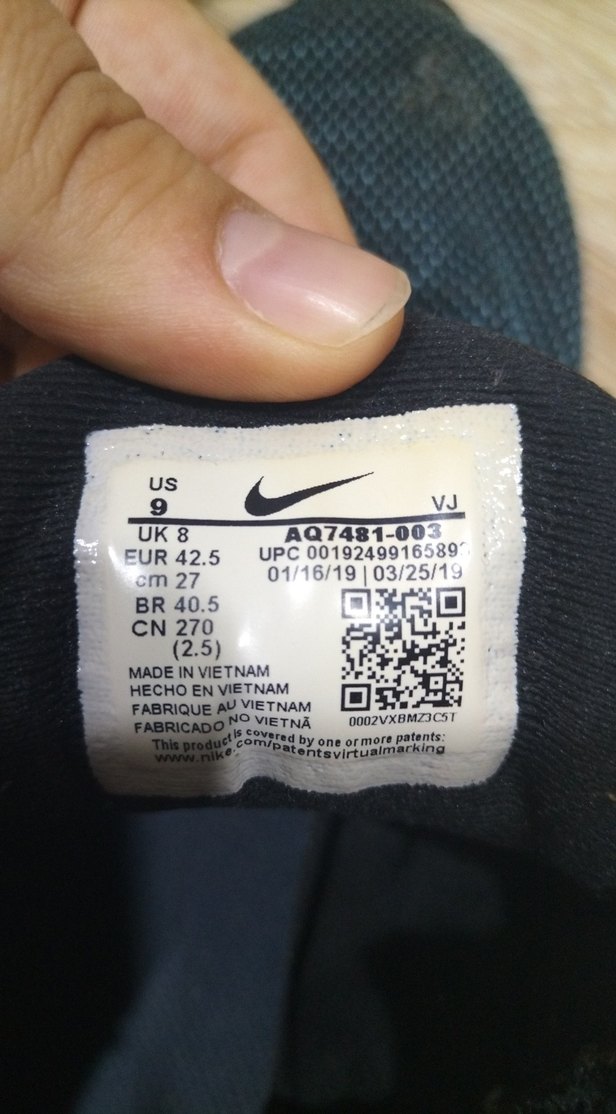 US
9
VJ
UK 8
EUR 42.5
cm 27
BR 40.5
CN 270
(2.5)
AQ7481-003
UPC 00192499165893
01/16/19 | 03/25/19
0002VXBMZ3C5T
MADE IN VIETNAM
HECHO EN VIETNAM
FABRIQUE AU VIETNAM
FABRICADO NO VIETNÃ
This product is covered by one or more patents:
www.nike.com/patentsvirtualmarking